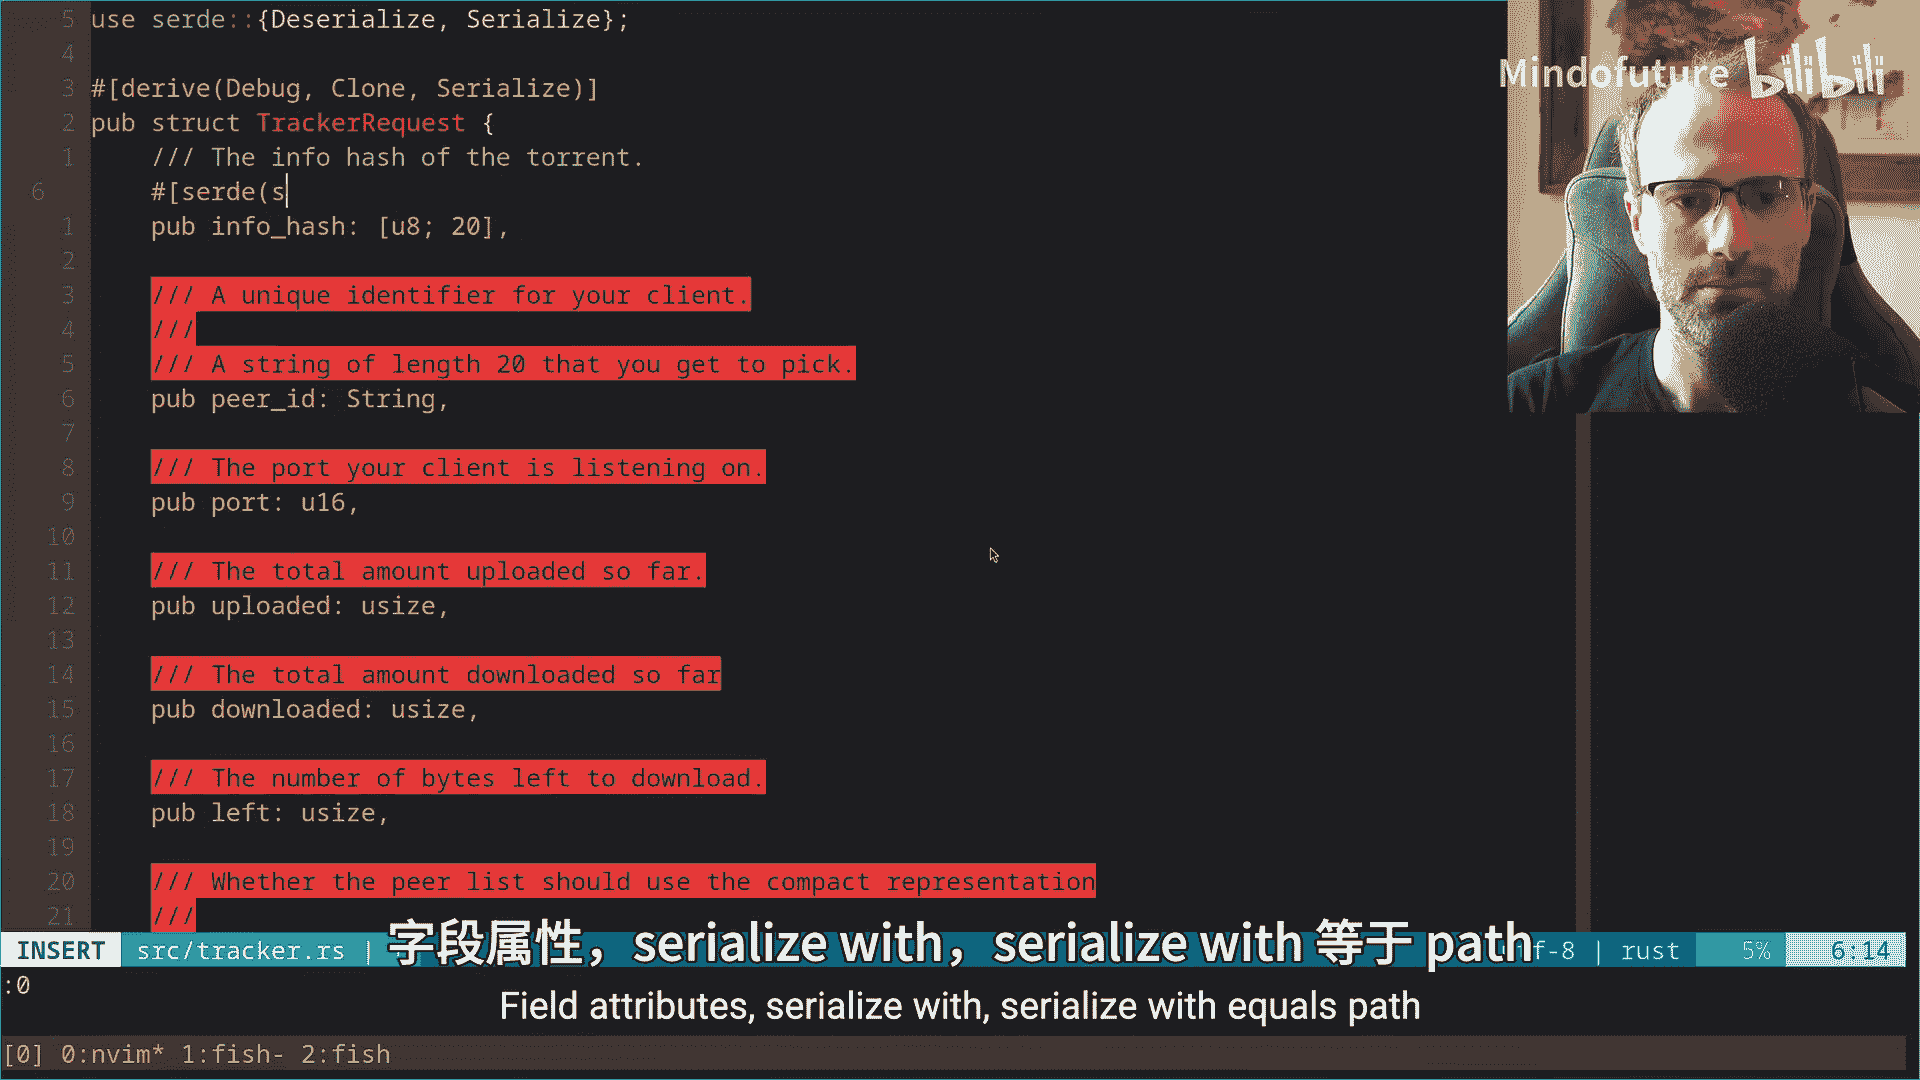 5 use serde::{Deserialize, Serialize};
4
3 #[derive(Debug, Clone, Serialize)]
2 pub struct TrackerRequest {
1 /// The info hash of the torrent.
6 #[serde(s
1 pub info_hash: [u8; 20],
2
3 /// A unique identifier for your client.
4 ///
5 /// A string of length 20 that you get to pick.
6 pub peer_id: String,
7
8 /// The port your client is listening on.
9 pub port: u16,
10
11 /// The total amount uploaded so far.
12 pub uploaded: usize,
13
14 /// The total amount downloaded so far
15 pub downloaded: usize,
16
17 /// The number of bytes left to download.
18 pub left: usize,
19
20 /// Whether the peer list should use the compact representation
21 ///
Mindofuture bilibili
INSERT src/tracker.rs | f-8 | rust 5% 6:14
字段属性，serialize with，serialize with 等于 path
:0
Field attributes, serialize with, serialize with equals path
[0] 0:nvim* 1:fish- 2:fish